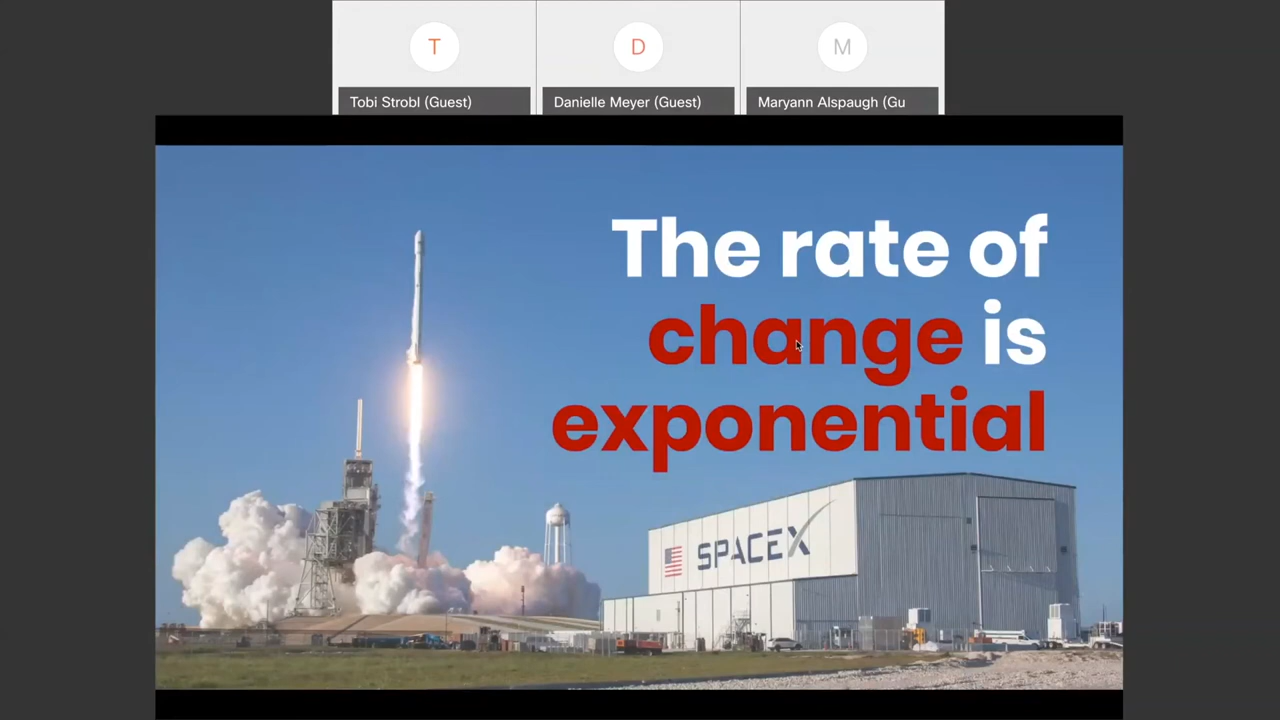 T
D
M
Tobi Strobl (Guest)
Danielle Meyer (Guest)
Maryann Alspaugh (Gu
The rate of
change is
exponential
SPACEX